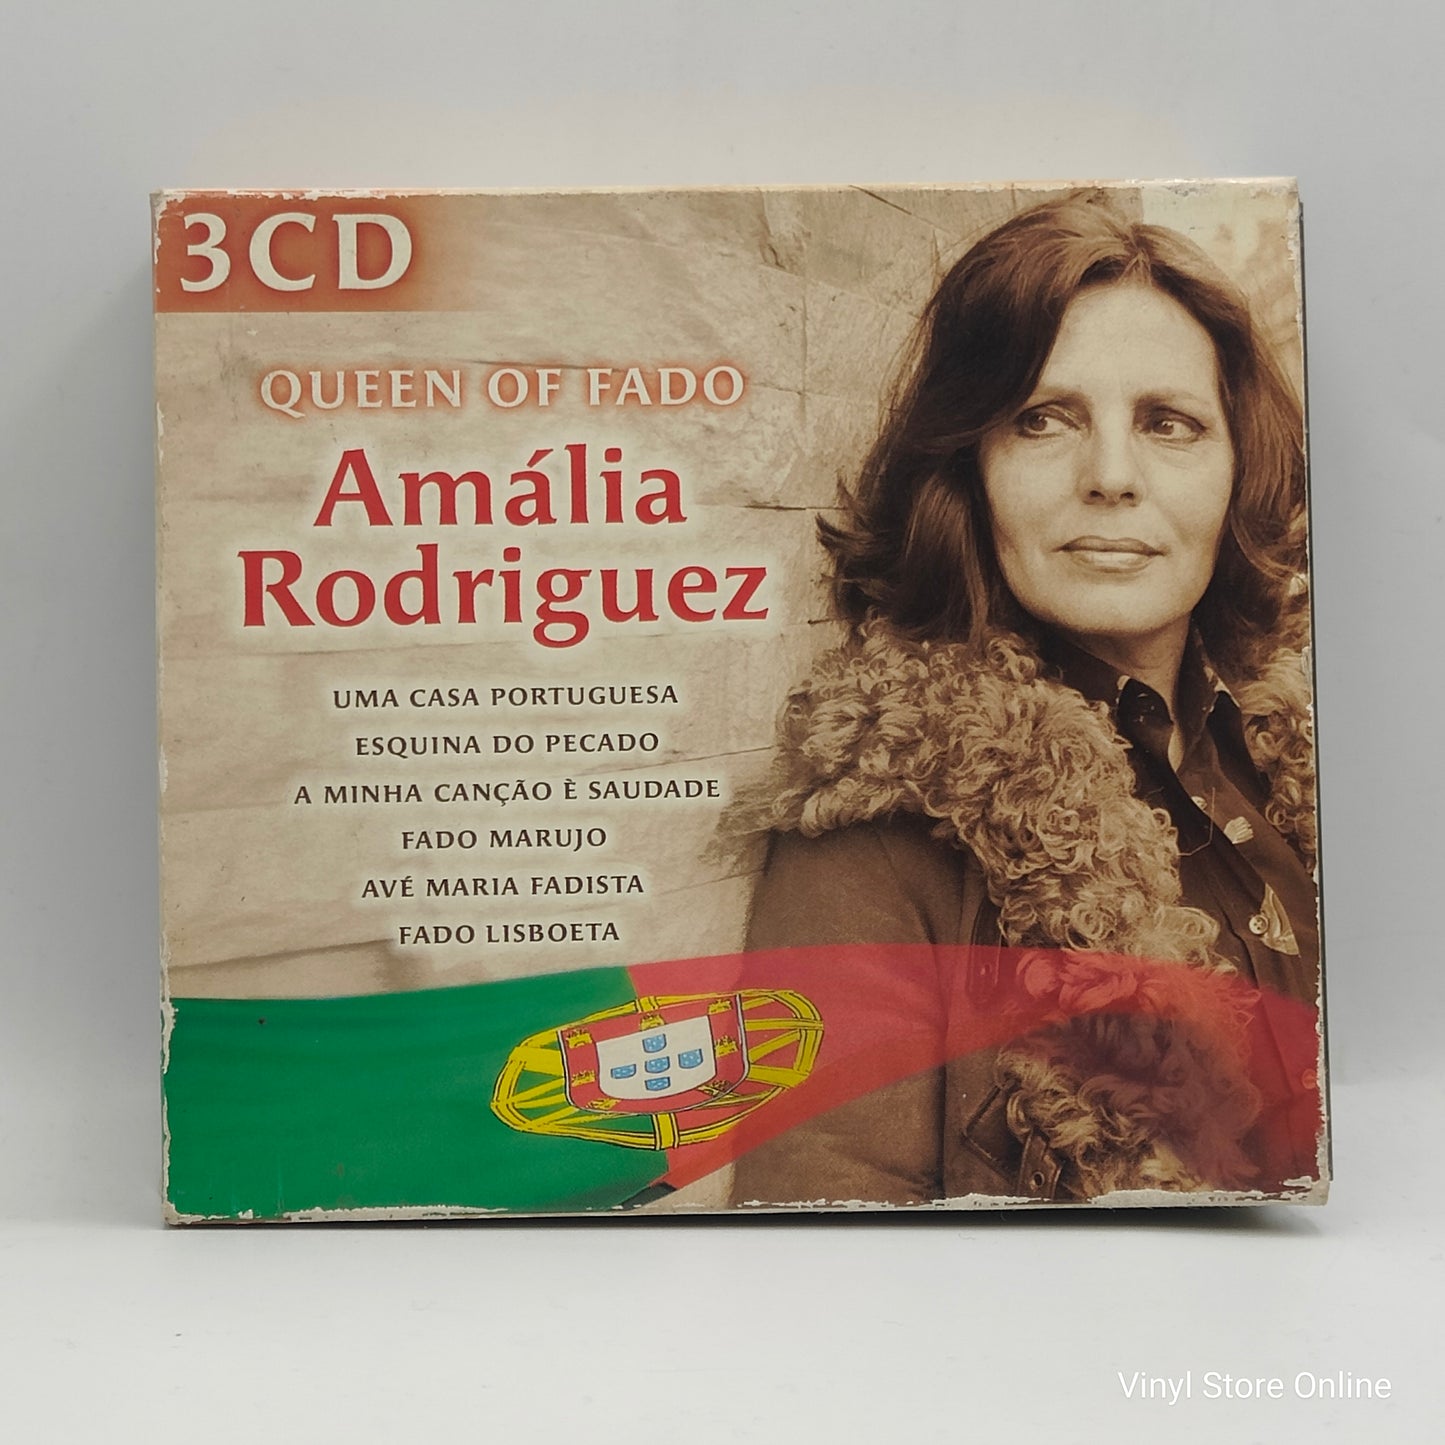 3CD
QUEEN OF FADO
Amália
Rodriguez
UMA CASA PORTUGUESA
ESQUINA DO PECADO
A MINHA CANÇÃO È SAUDADE
FADO MARUJO
AVÉ MARIA FADISTA
FADO LISBOETA
Vinyl Store Online